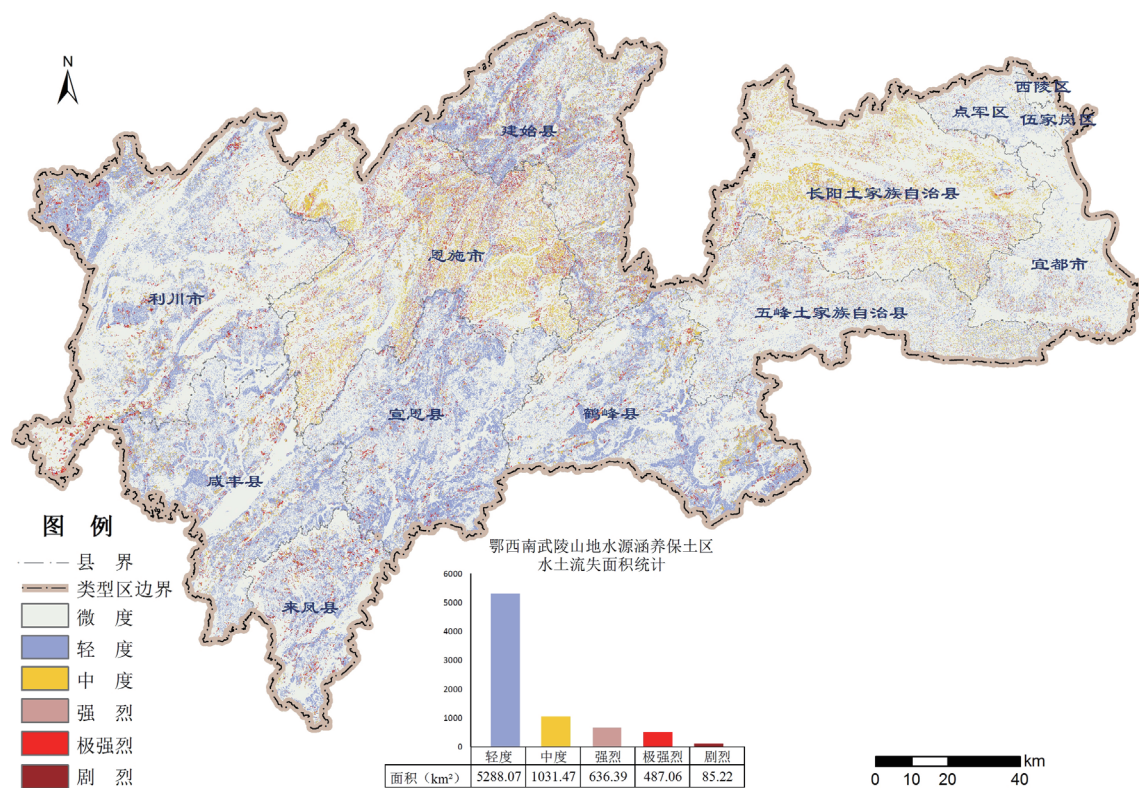 N
西陵区
点军区
伍家岗区
建始县
长阳土家族自治县
恩施市
宜都市
利川市
五峰土家族自治县
宣恩县
鹤峰县
咸丰县
来凤县
图 例
县 界
类型区边界
微 度
轻 度
中 度
强 烈
极强烈
剧 烈
鄂西南武陵山地水源涵养保土区
水土流失面积统计
6000
5000
4000
3000
2000
1000
0
轻度 中度 强烈 极强烈 剧烈
面积（km²） 5288.07 1031.47 636.39 487.06 85.22
km
0 10 20 40